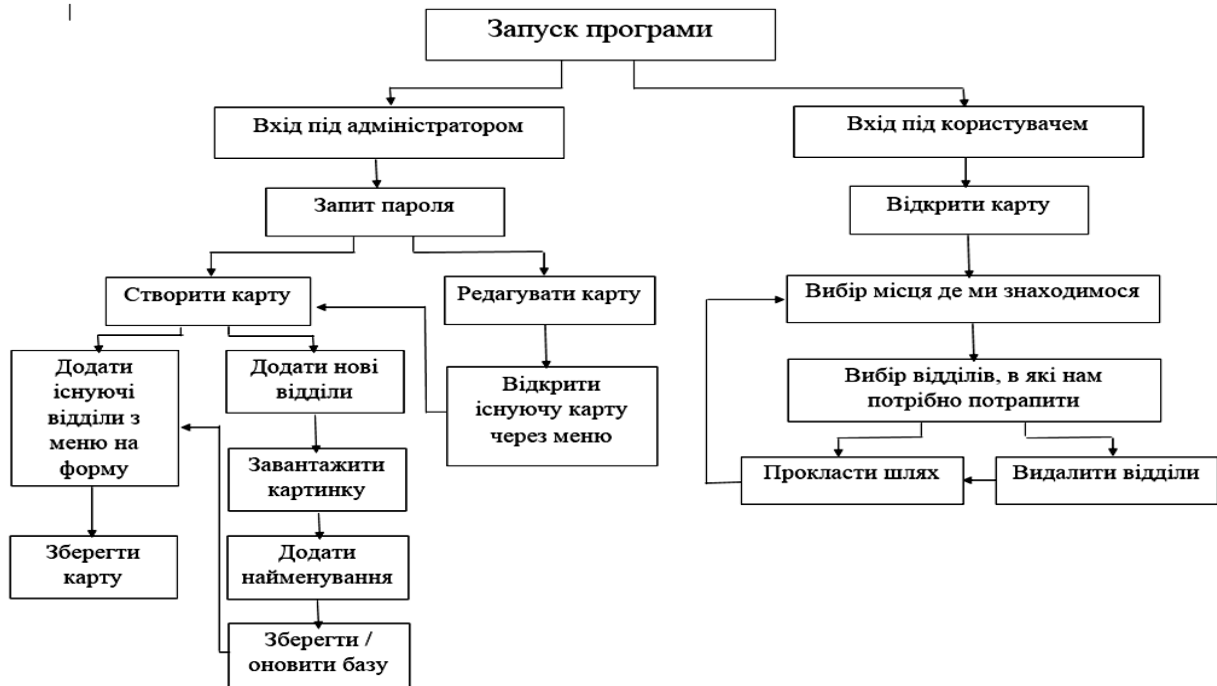 Запуск програми
Вхід під адміністратором
Вхід під користувачем
Запит пароля
Відкрити карту
Створити карту
Редагувати карту
Вибір місця де ми знаходимося
Додати
існуючі
відділи з
меню на
форму
Додати нові
відділи
Відкрити
існуючу карту
через меню
Вибір відділів, в які нам
потрібно потрапити
Завантажити
картинку
Прокласти шлях
Видалити відділи
Зберегти
карту
Додати
найменування
Зберегти /
оновити базу